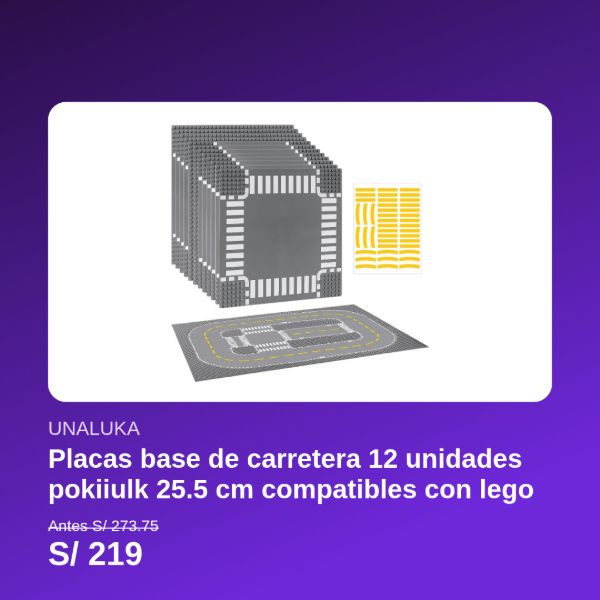 UNALUKA
Placas base de carretera 12 unidades
pokiiulk 25.5 cm compatibles con lego
Antes S/ 273.75
S/ 219